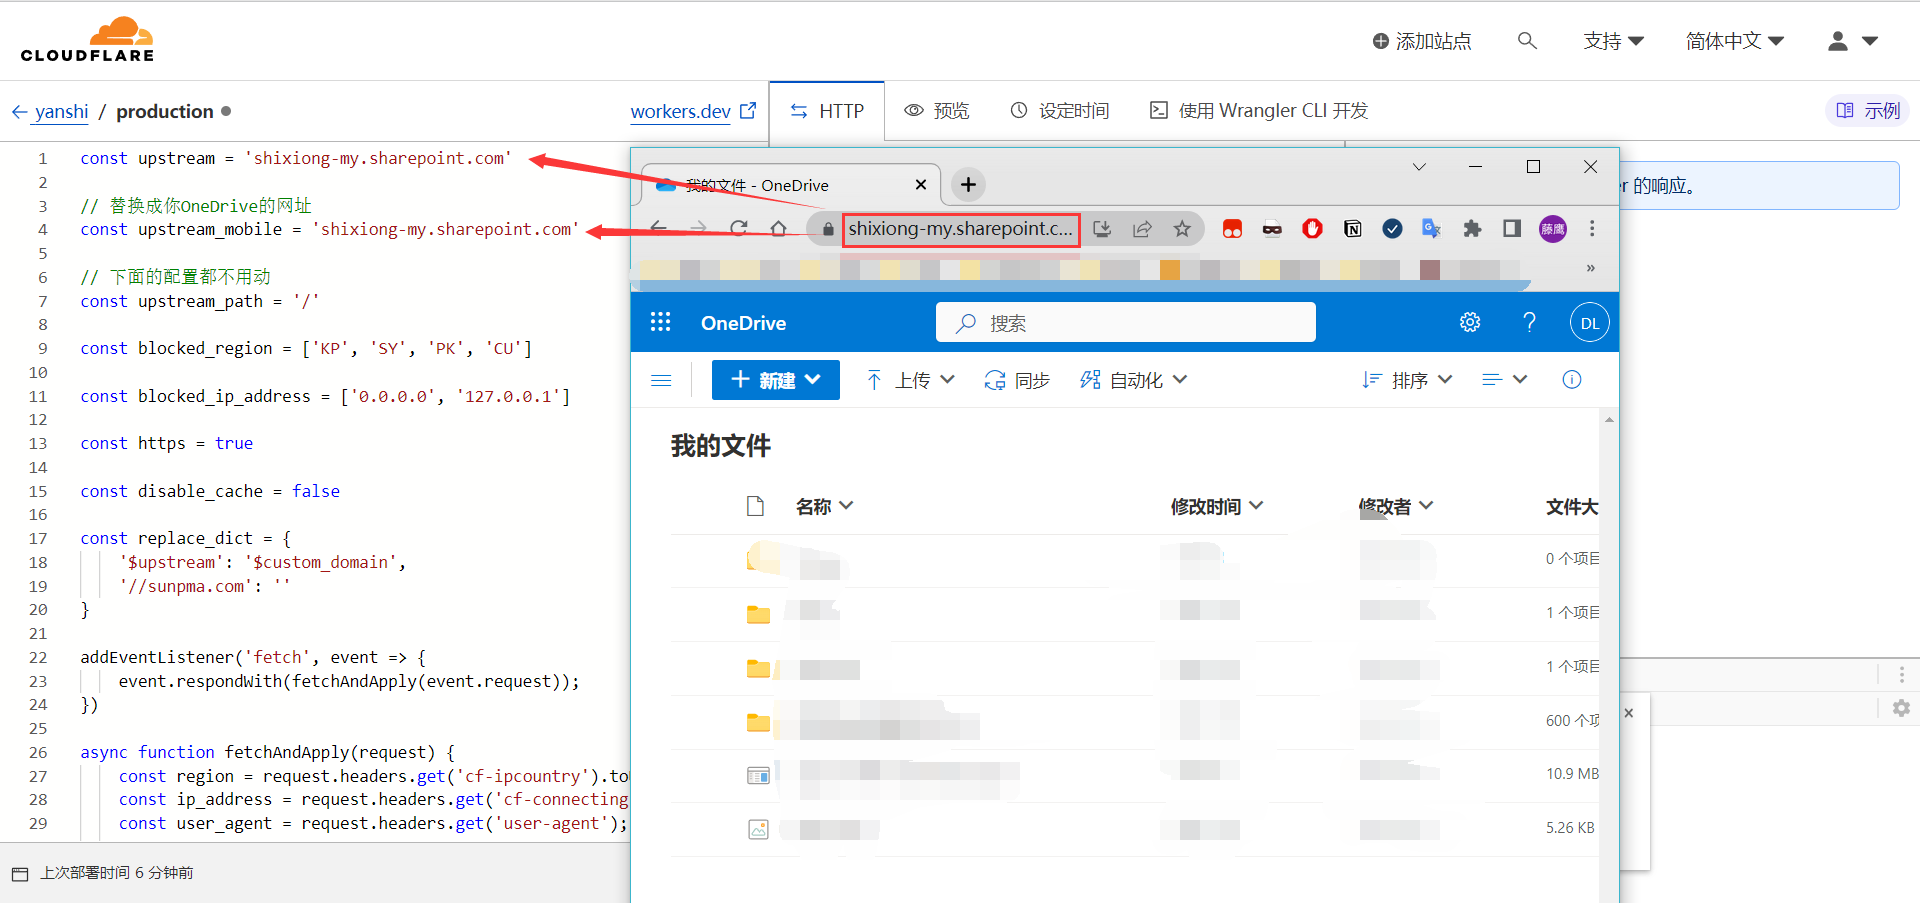 CLOUDFLARE
添加站点
支持
简体中文
yanshi / production
workers.dev
HTTP
预览
设定时间
使用 Wrangler CLI 开发
示例
1 const upstream = 'shixiong-my.sharepoint.com'
2
3 // 替换成你OneDrive的网址
4 const upstream_mobile = 'shixiong-my.sharepoint.com'
5
6 // 下面的配置都不用动
7 const upstream_path = '/'
8
9 const blocked_region = ['KP', 'SY', 'PK', 'CU']
10
11 const blocked_ip_address = ['0.0.0.0', '127.0.0.1']
12
13 const https = true
14
15 const disable_cache = false
16
17 const replace_dict = {
18 '$upstream': '$custom_domain',
19 '//sunpma.com': ''
20 }
21
22 addEventListener('fetch', event => {
23 event.respondWith(fetchAndApply(event.request));
24 })
25
26 async function fetchAndApply(request) {
27 const region = request.headers.get('cf-ipcountry').to
28 const ip_address = request.headers.get('cf-connecting
29 const user_agent = request.headers.get('user-agent');
上次部署时间 6 分钟前
我的文件 - OneDrive
shixiong-my.sharepoint.c...
藤鹰
»
er 的响应。
OneDrive
搜索
?
DL
新建
上传
同步
自动化
排序
我的文件
名称
修改时间
修改者
文件大
0 个项目
1 个项目
1 个项目
600 个项
10.9 MB
5.26 KB